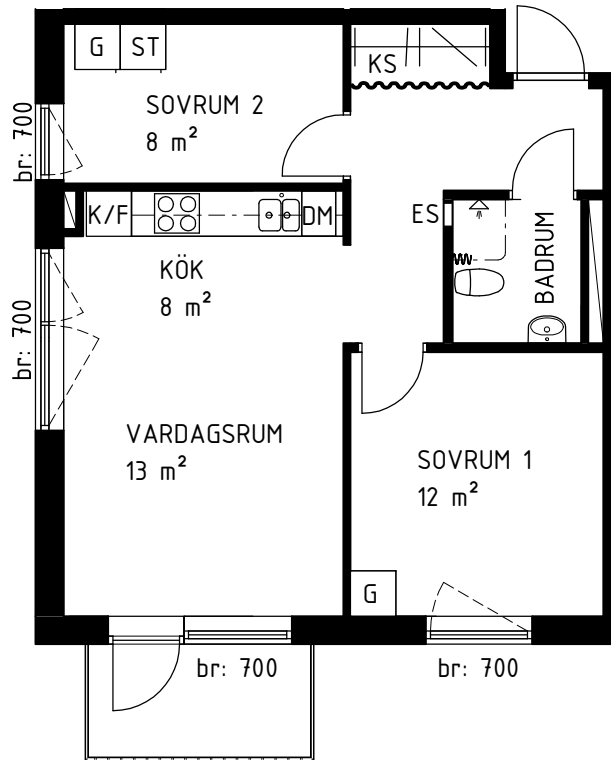 G
ST
KS
SOVRUM 2
8 m²
br: 700
K/F
DM
ES
BADRUM
KÖK
8 m²
br: 700
VARDAGSRUM
13 m²
SOVRUM 1
12 m²
G
br: 700
br: 700